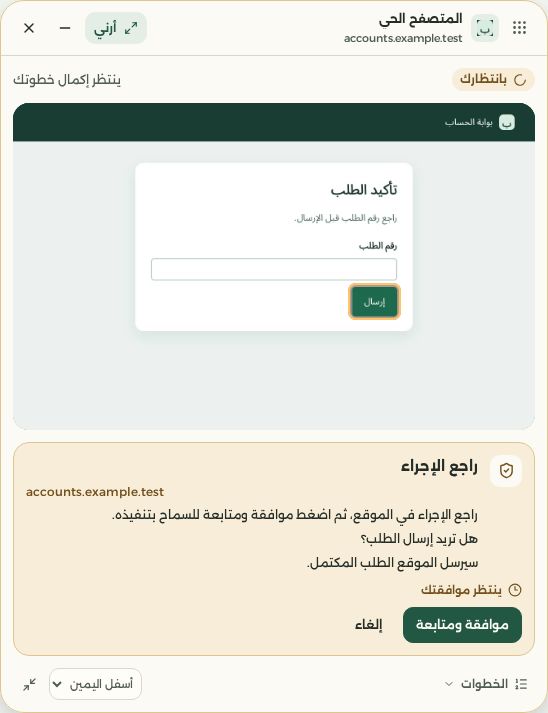 المتصفح الحي
accounts.example.test
أرني
بانتظارك
ينتظر إكمال خطوتك
ب
بوابة الحساب
تأكيد الطلب
راجع رقم الطلب قبل الإرسال.
رقم الطلب
إرسال
راجع الإجراء
accounts.example.test
راجع الإجراء في الموقع، ثم اضغط موافقة ومتابعة للسماح بتنفيذه.
هل تريد إرسال الطلب؟
سيرسل الموقع الطلب المكتمل.
ينتظر موافقتك
موافقة ومتابعة
إلغاء
الخطوات
أسفل اليمين